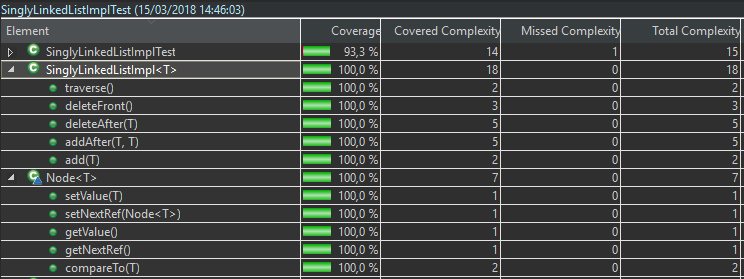 SinglyLinkedListImplTest (15/03/2018 14:46:03)
Element Coverage Covered Complexity Missed Complexity Total Complexity
SinglyLinkedListImplTest 93,3 % 14 1 15
SinglyLinkedListImpl<T> 100,0 % 18 0 18
traverse() 100,0 % 2 0 2
deleteFront() 100,0 % 3 0 3
deleteAfter(T) 100,0 % 5 0 5
addAfter(T, T) 100,0 % 5 0 5
add(T) 100,0 % 2 0 2
Node<T> 100,0 % 7 0 7
setValue(T) 100,0 % 1 0 1
setNextRef(Node<T>) 100,0 % 1 0 1
getValue() 100,0 % 1 0 1
getNextRef() 100,0 % 1 0 1
compareTo(T) 100,0 % 2 0 2